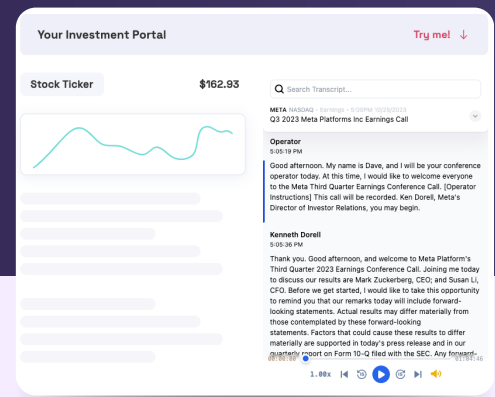 Your Investment Portal
Try me! ↓
Stock Ticker
$162.93
Search Transcript...
META NASDAQ - Earnings - 5:00PM 10/25/2023
Q3 2023 Meta Platforms Inc Earnings Call
Operator
5:05:19 PM
Good afternoon. My name is Dave, and I will be your conference
operator today. At this time, I would like to welcome everyone
to the Meta Third Quarter Earnings Conference Call. [Operator
Instructions] This call will be recorded. Ken Dorell, Meta's
Director of Investor Relations, you may begin.
Kenneth Dorell
5:05:36 PM
Thank you. Good afternoon, and welcome to Meta Platform's
Third Quarter 2023 Earnings Conference Call. Joining me today
to discuss our results are Mark Zuckerberg, CEO; and Susan Li,
CFO. Before we get started, I would like to take this opportunity
to remind you that our remarks today will include forward-
looking statements. Actual results may differ materially from
those contemplated by these forward-looking
statements. Factors that could cause these results to differ
materially are supported in today's press release and in our
quarterly report on Form 10-Q filed with the SEC. Any forward-
00:00:00
01:04:46
1.00x
15
15